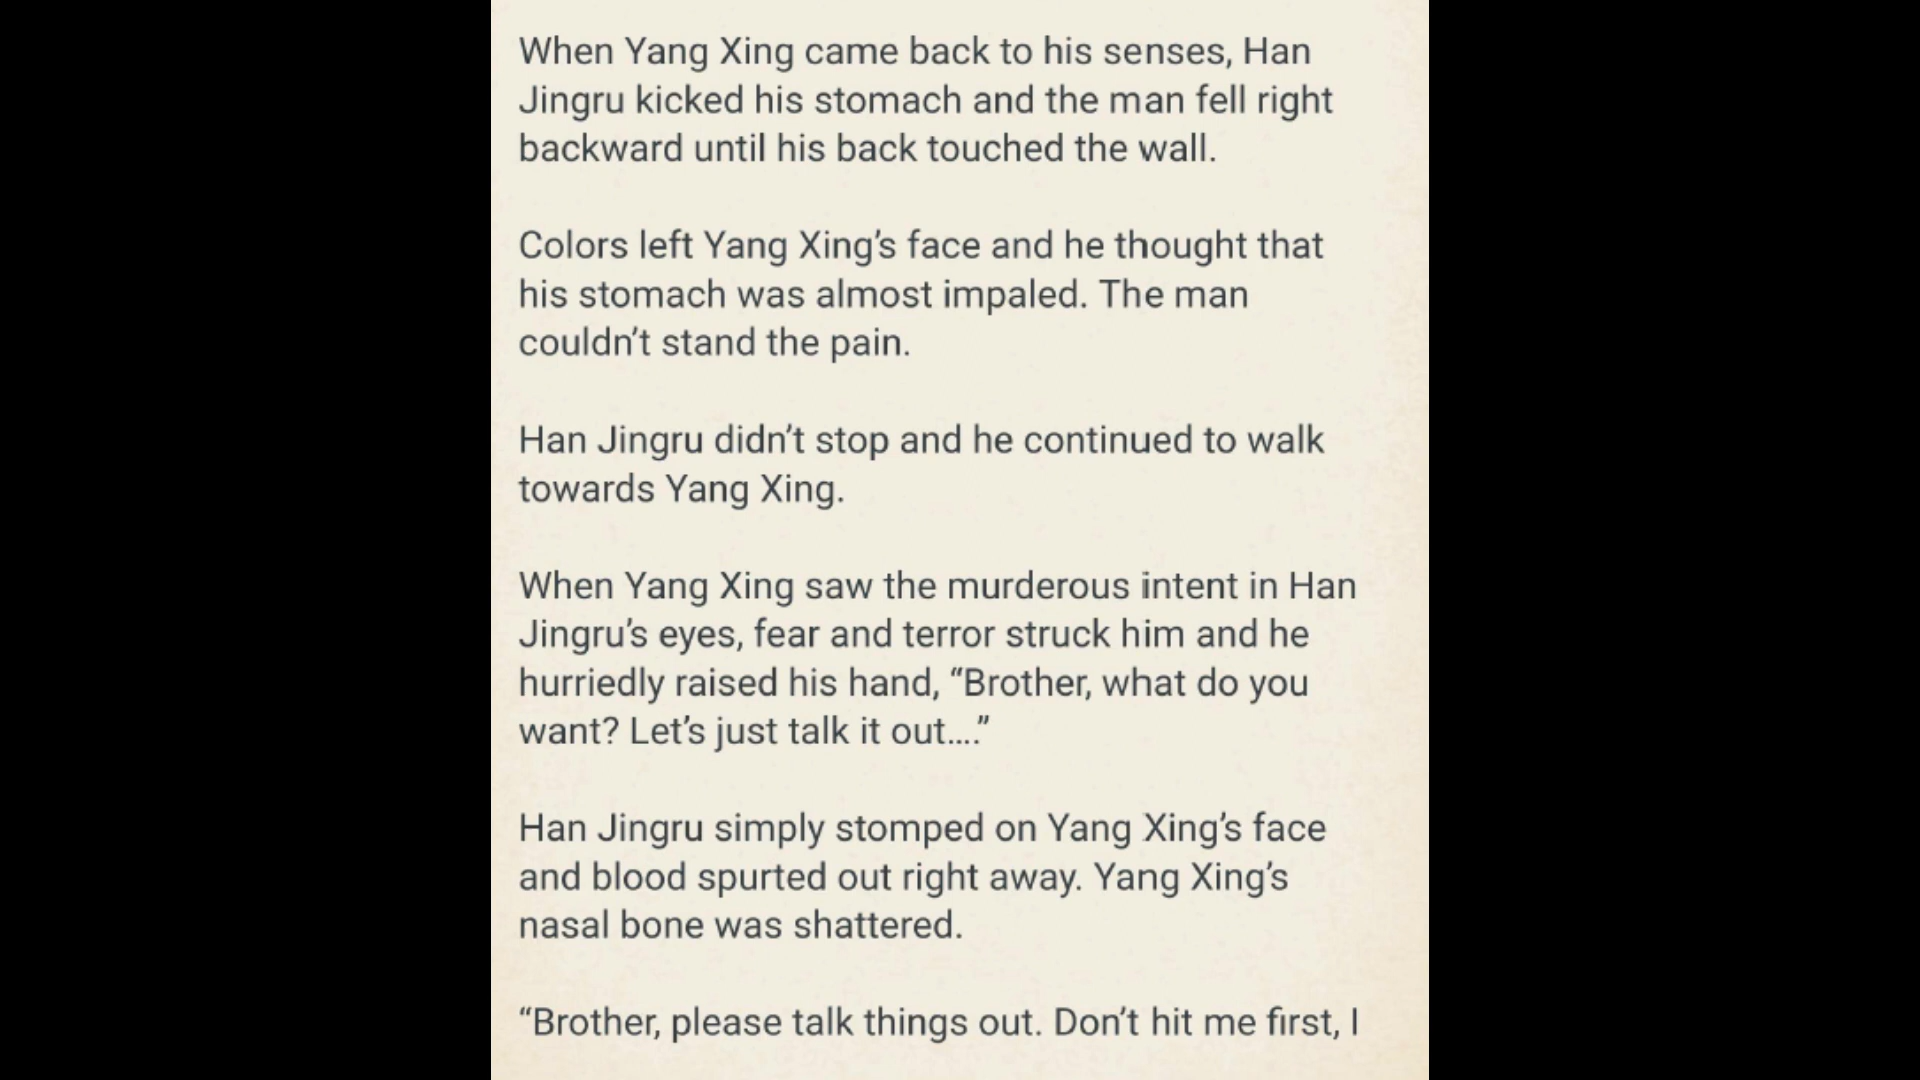 When Yang Xing came back to his senses, Han
Jingru kicked his stomach and the man fell right
backward until his back touched the wall.
Colors left Yang Xing’s face and he thought that
his stomach was almost impaled. The man
couldn’t stand the pain.
Han Jingru didn’t stop and he continued to walk
towards Yang Xing.
When Yang Xing saw the murderous intent in Han
Jingru’s eyes, fear and terror struck him and he
hurriedly raised his hand, “Brother, what do you
want? Let’s just talk it out….”
Han Jingru simply stomped on Yang Xing’s face
and blood spurted out right away. Yang Xing’s
nasal bone was shattered.
“Brother, please talk things out. Don’t hit me first, I